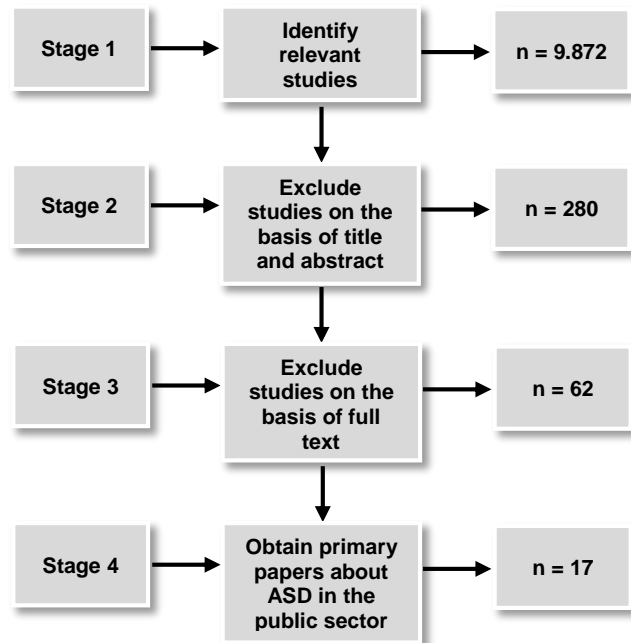 Stage 1
Identify
relevant
studies
n = 9.872
Stage 2
Exclude
studies on the
basis of title
and abstract
n = 280
Stage 3
Exclude
studies on the
basis of full
text
n = 62
Stage 4
Obtain primary
papers about
ASD in the
public sector
n = 17